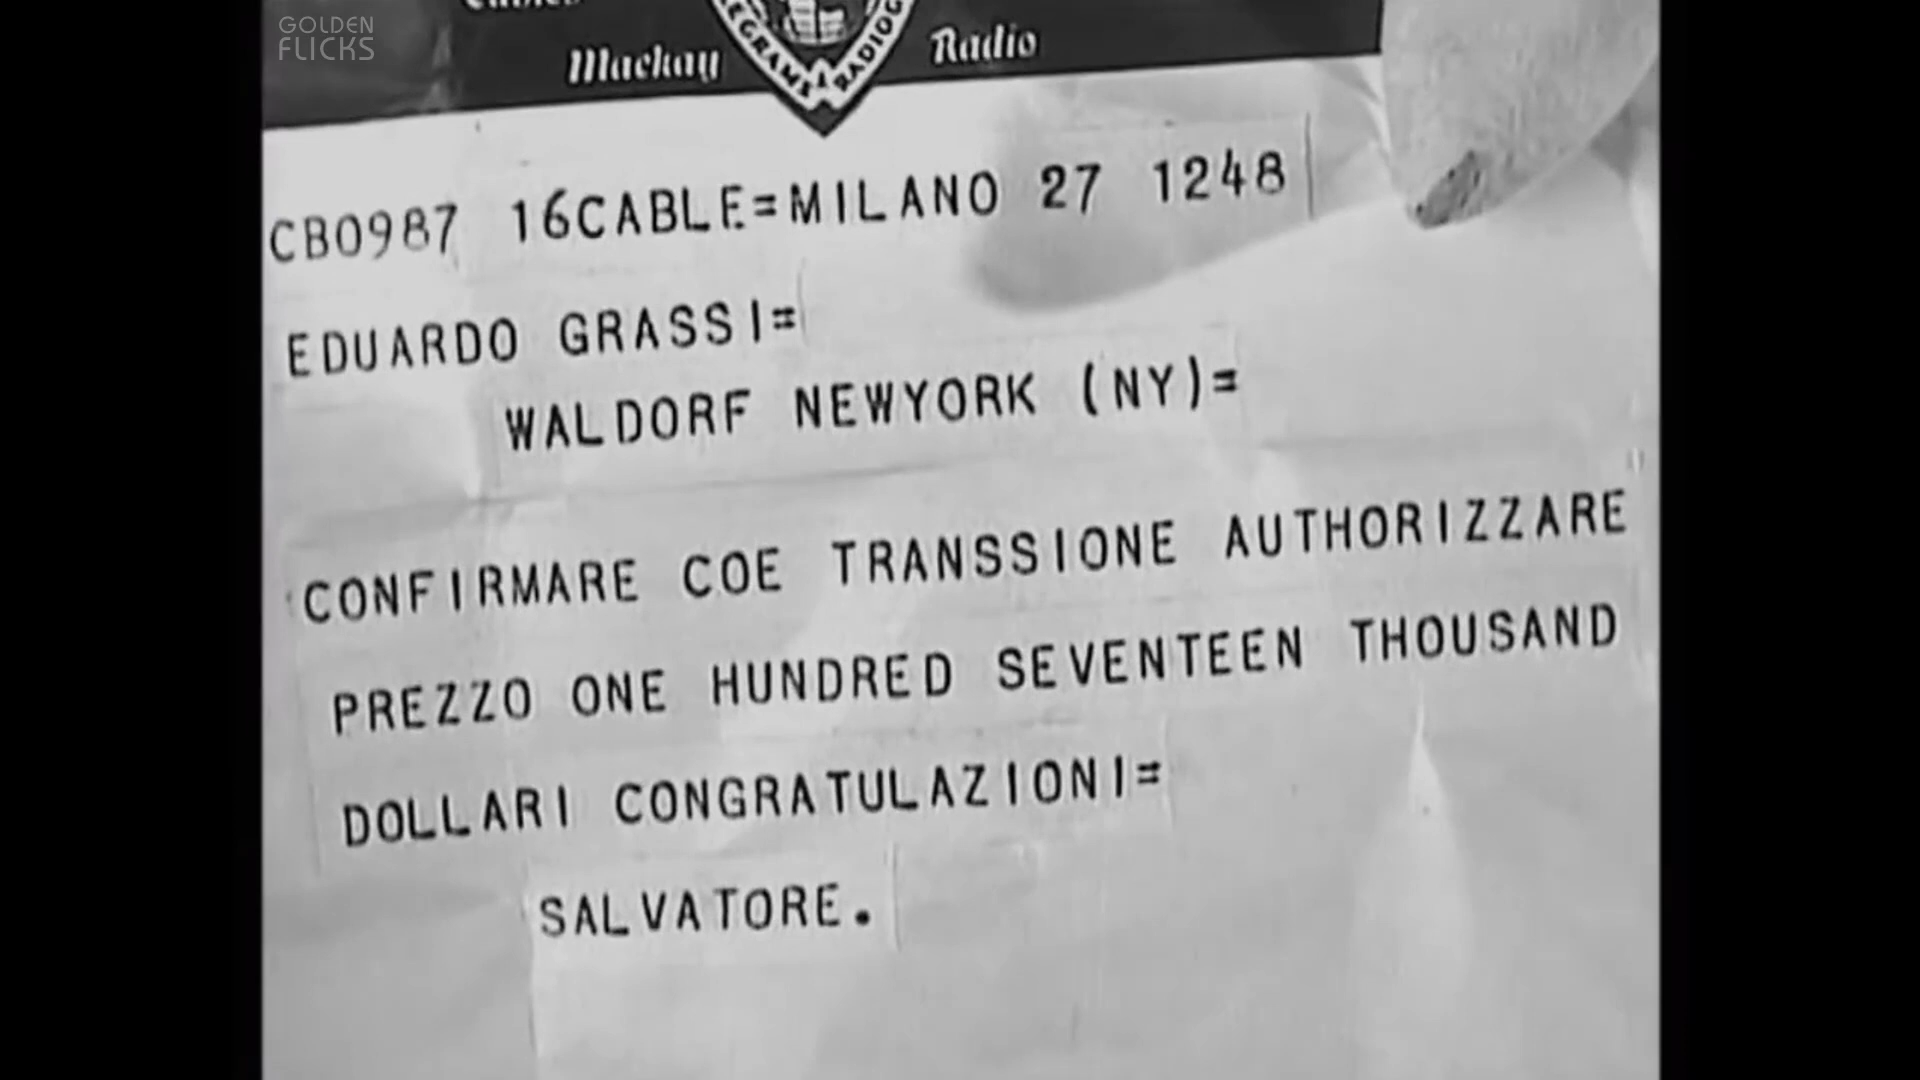 GOLDEN
FLICKS
Mackay Radio
CB0987 16CABLE=MILANO 27 1248
EDUARDO GRASSI=
WALDORF NEWYORK (NY)=
CONFIRMARE COE TRANSSIONE AUTHORIZZARE
PREZZO ONE HUNDRED SEVENTEEN THOUSAND
DOLLARI CONGRATULAZIONI=
SALVATORE.